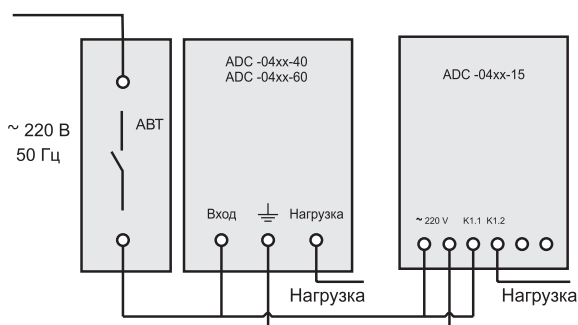 ~ 220 В
50 Гц
АВТ
ADC -04xx-40
ADC -04xx-60
Вход
Нагрузка
Нагрузка
ADC -04xx-15
~ 220 V
K1.1
K1.2
Нагрузка